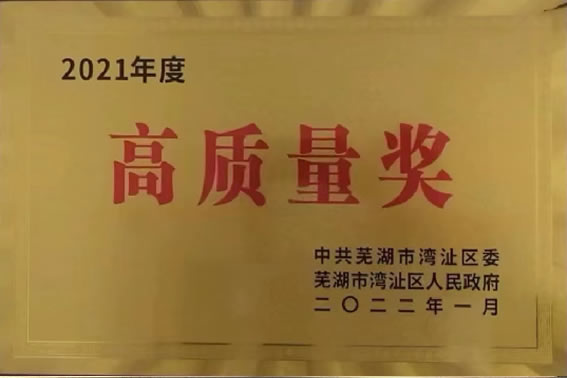 2021年度
高质量奖
中共芜湖市湾沚区委
芜湖市湾沚区人民政府
二〇二二年一月